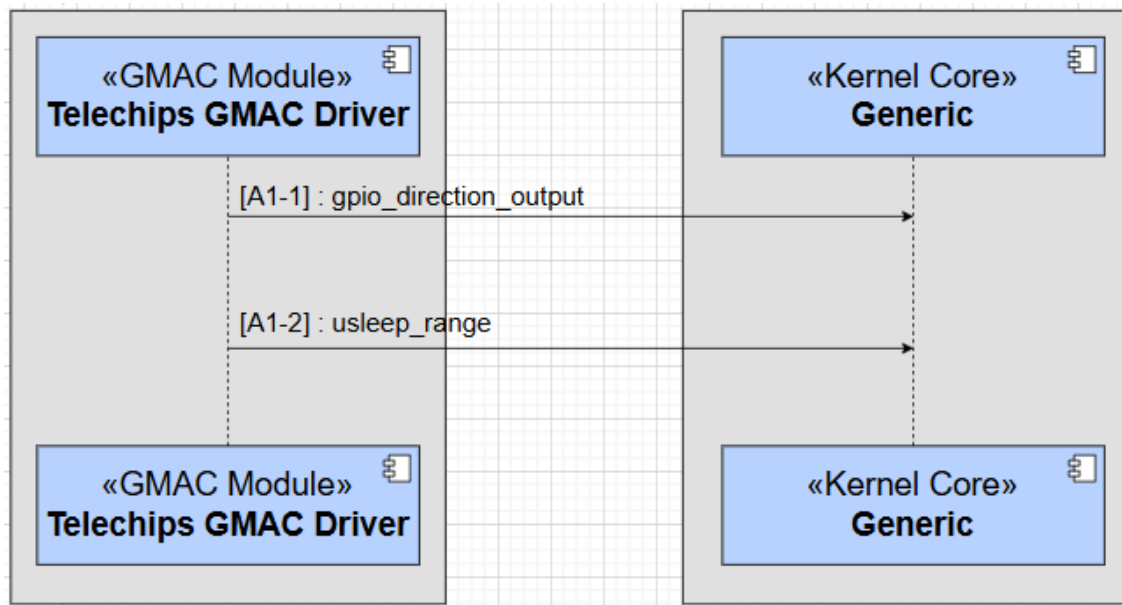 «GMAC Module»
Telechips GMAC Driver
«Kernel Core»
Generic
[A1-1] : gpio_direction_output
[A1-2] : usleep_range
«GMAC Module»
Telechips GMAC Driver
«Kernel Core»
Generic